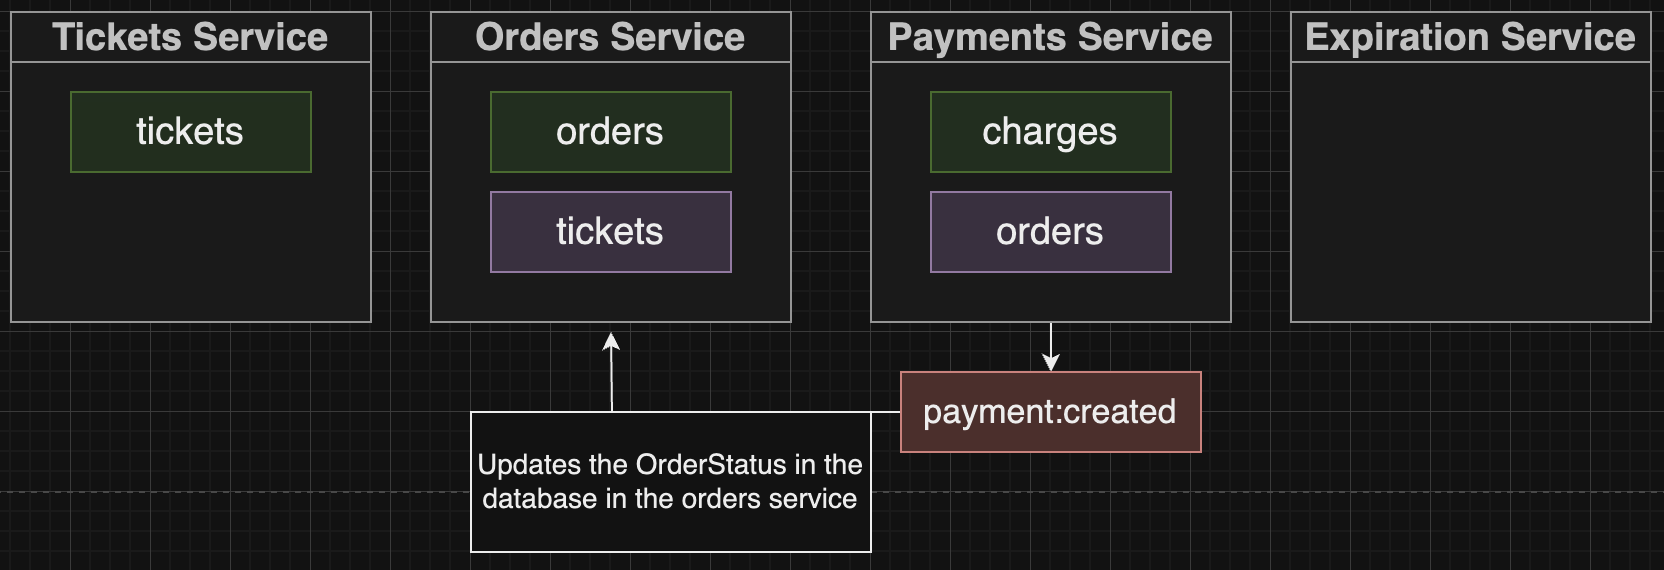 Tickets Service
Orders Service
Payments Service
Expiration Service
tickets
orders
charges
tickets
orders
payment:created
Updates the OrderStatus in the
database in the orders service